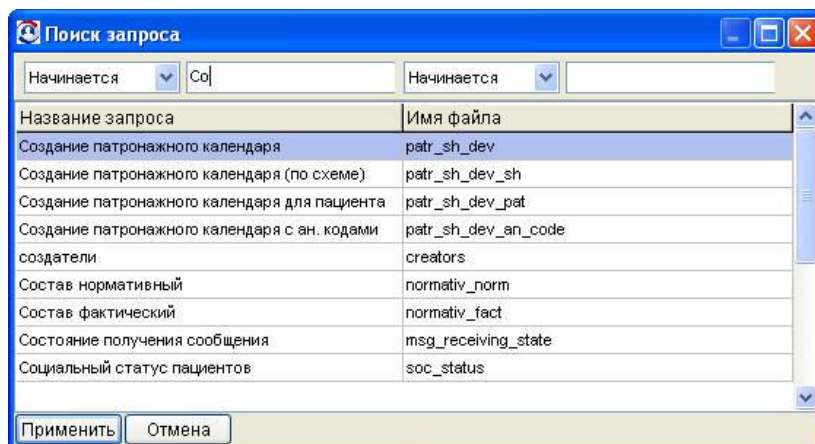 Поиск запроса
Начинается Со Начинается
Название запроса Имя файла
Создание патронажного календаря patr_sh_dev
Создание патронажного календаря (по схеме) patr_sh_dev_sh
Создание патронажного календаря для пациента patr_sh_dev_pat
Создание патронажного календаря с ан. кодами patr_sh_dev_an_code
создатели creators
Состав нормативный normativ_norm
Состав фактический normativ_fact
Состояние получения сообщения msg_receiving_state
Социальный статус пациентов soc_status
Применить Отмена